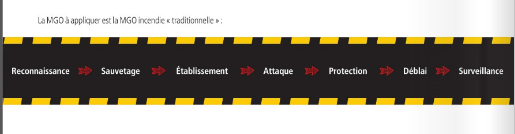 La MGO à appliquer est la MGO incendie « traditionnelle » :
Reconnaissance Sauvetage Établissement Attaque Protection Déblai Surveillance